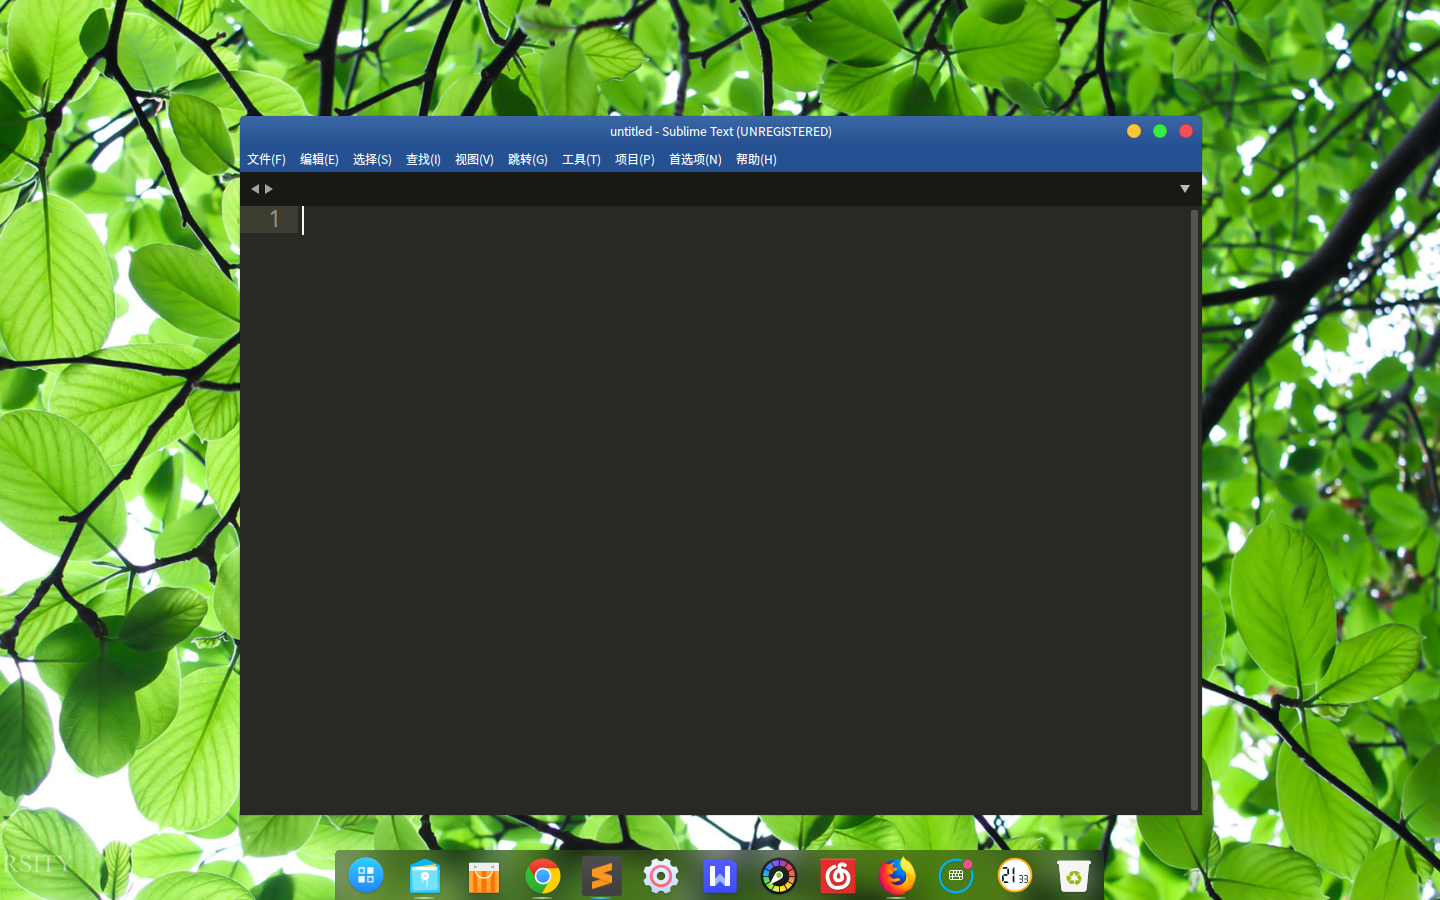 untitled - Sublime Text (UNREGISTERED)
文件(F) 编辑(E) 选择(S) 查找(I) 视图(V) 跳转(G) 工具(T) 项目(P) 首选项(N) 帮助(H)
1
RSITY
21 33